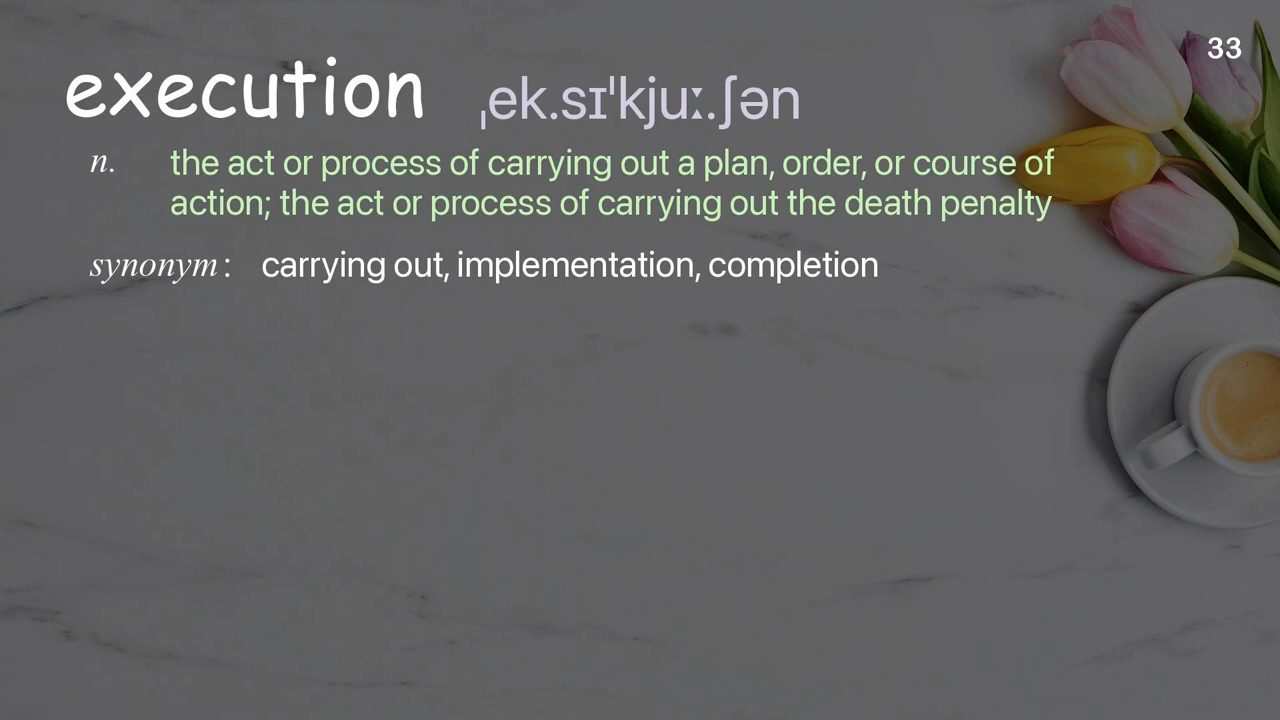 33
execution ˌek.sɪˈkjuː.ʃən
n. the act or process of carrying out a plan, order, or course of
action; the act or process of carrying out the death penalty
synonym : carrying out, implementation, completion